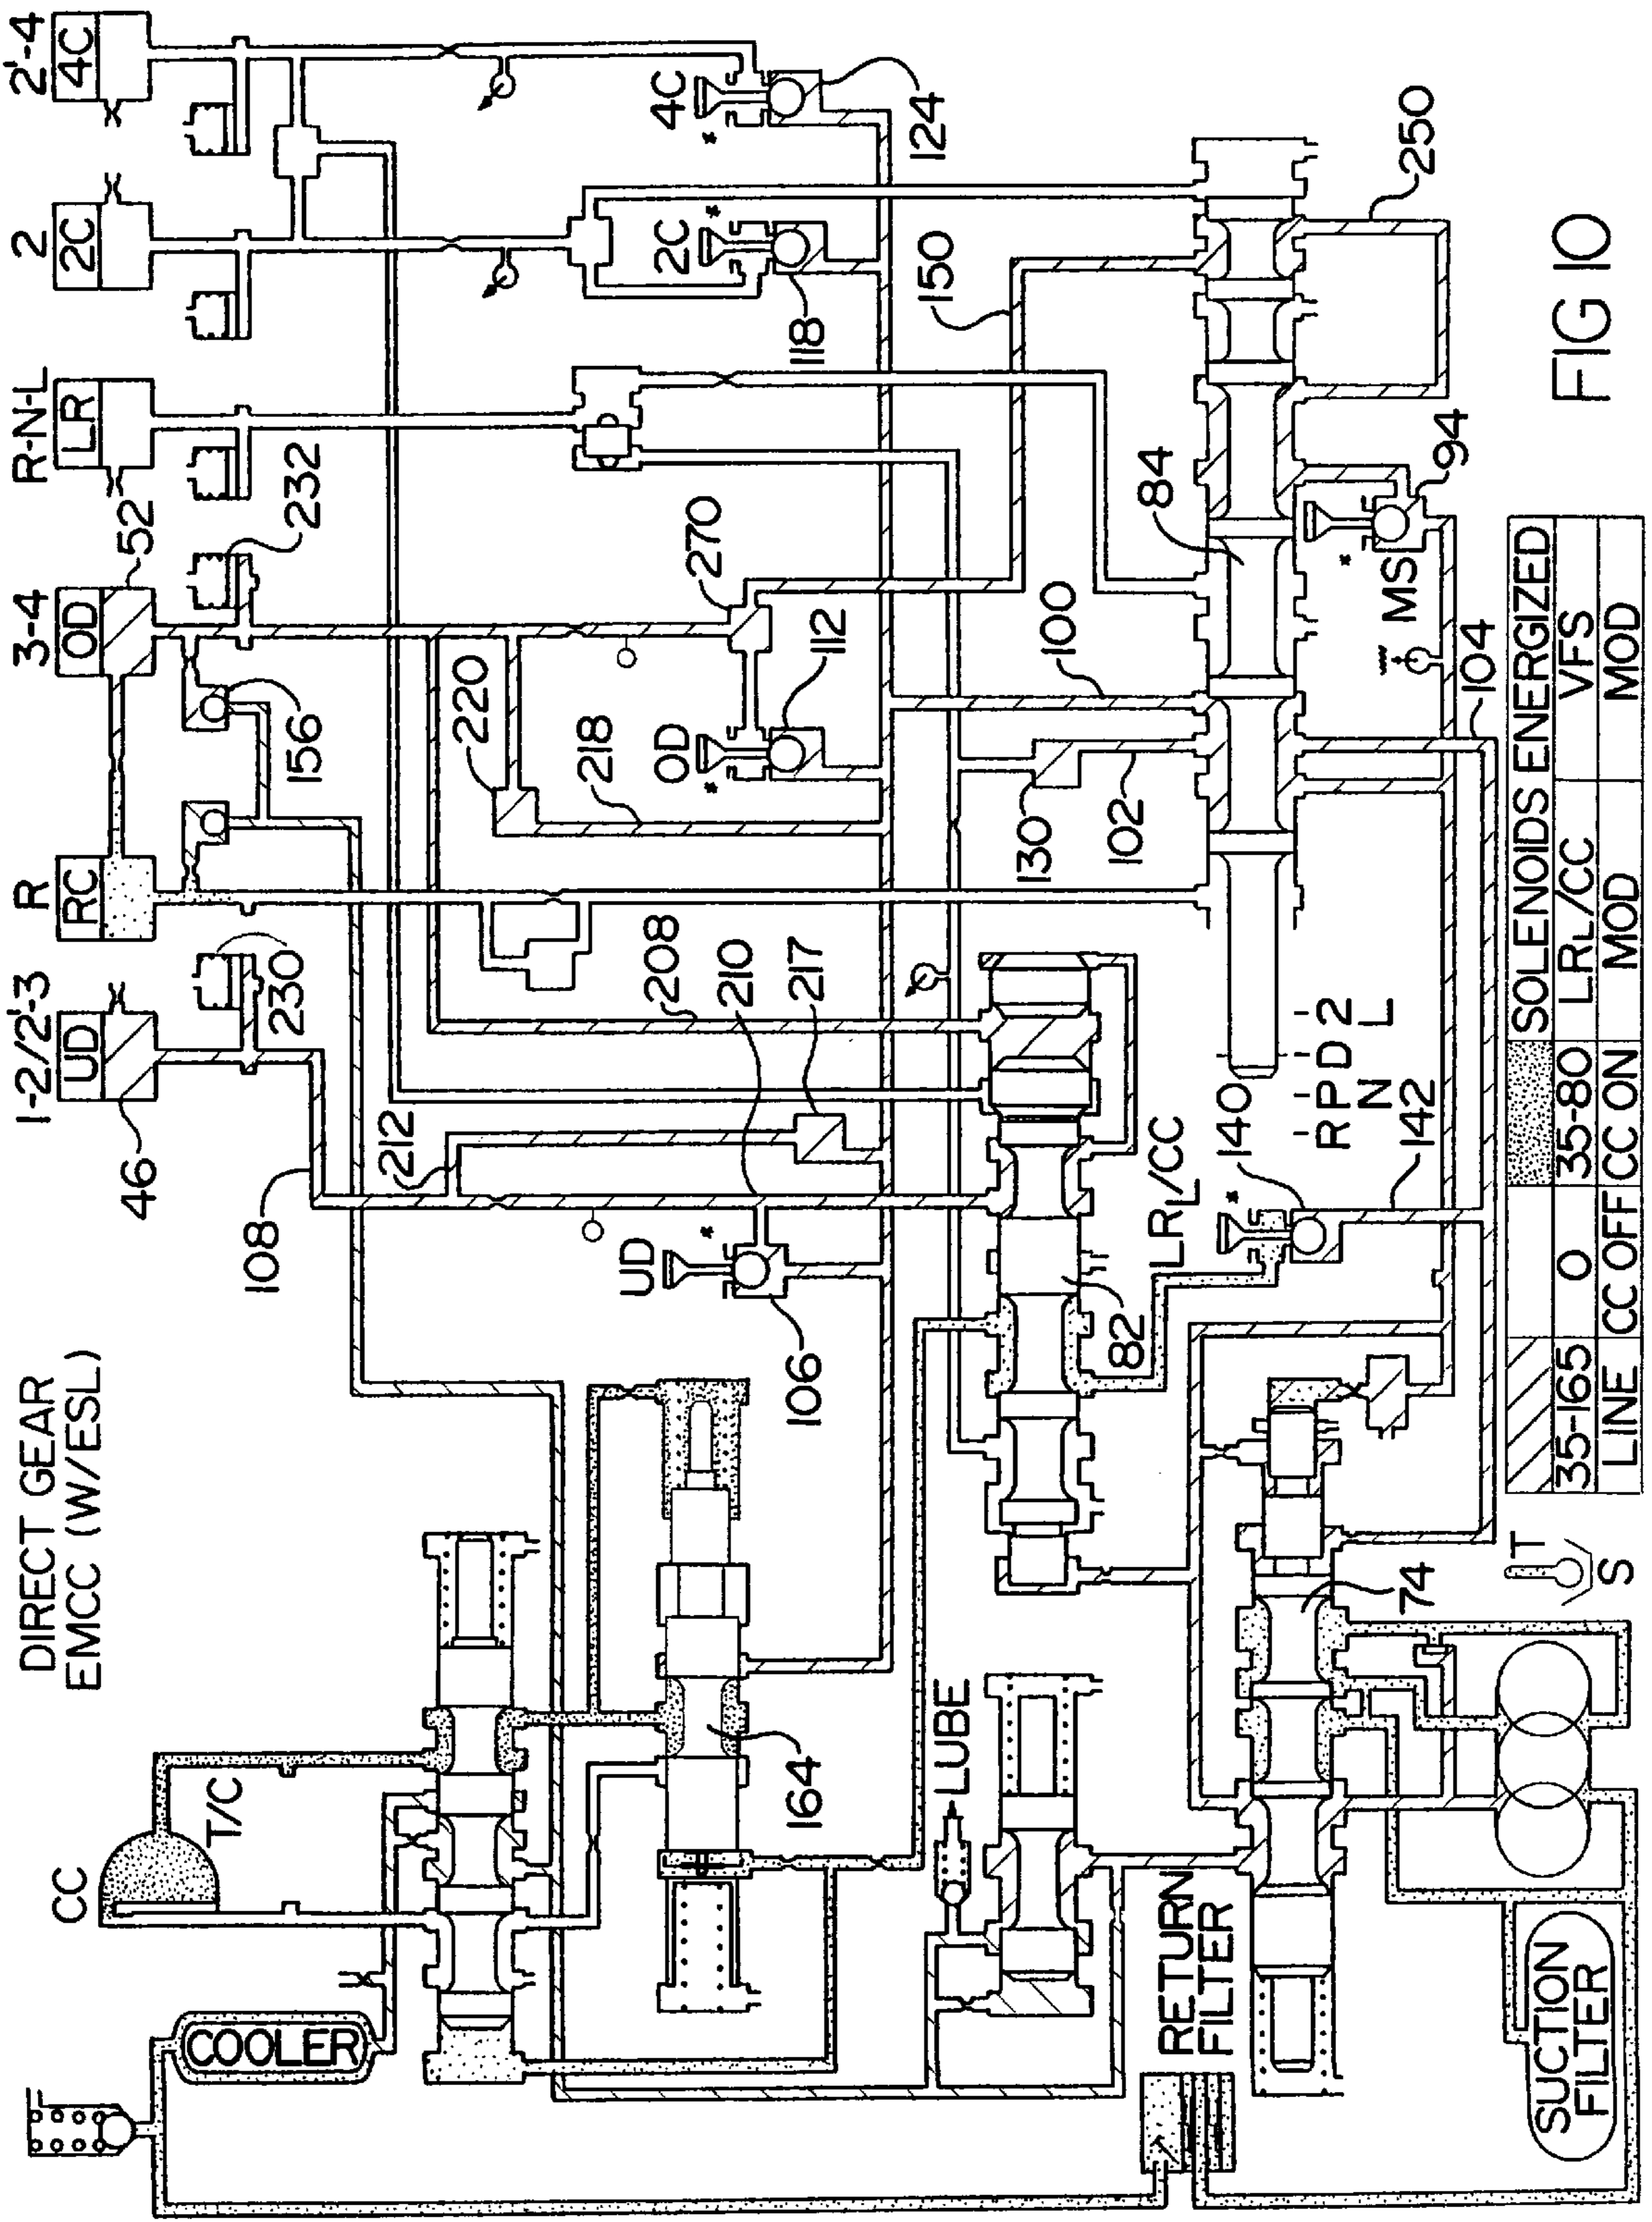 DIRECT GEAR
EMCC (W/ESL)
1-2/2'-3
R
3-4
R-N-L
2
2'-4
UD
RC
OD
LR
2C
4C
46
52
230
232
156
108
212
208
210
217
220
218
270
112
OD
UD
106
2C
118
4C
124
150
250
100
102
130
84
94
MS
104
CC
T/C
COOLER
164
LUBE
82
LRL/CC
140
142
R P D 2
N L
74
RETURN
FILTER
SUCTION
FILTER
T
S
SOLENOIDS ENERGIZED
35-165 0 35-80 LRL/CC VFS
LINE CC OFF CC ON MOD MOD
FIG 10